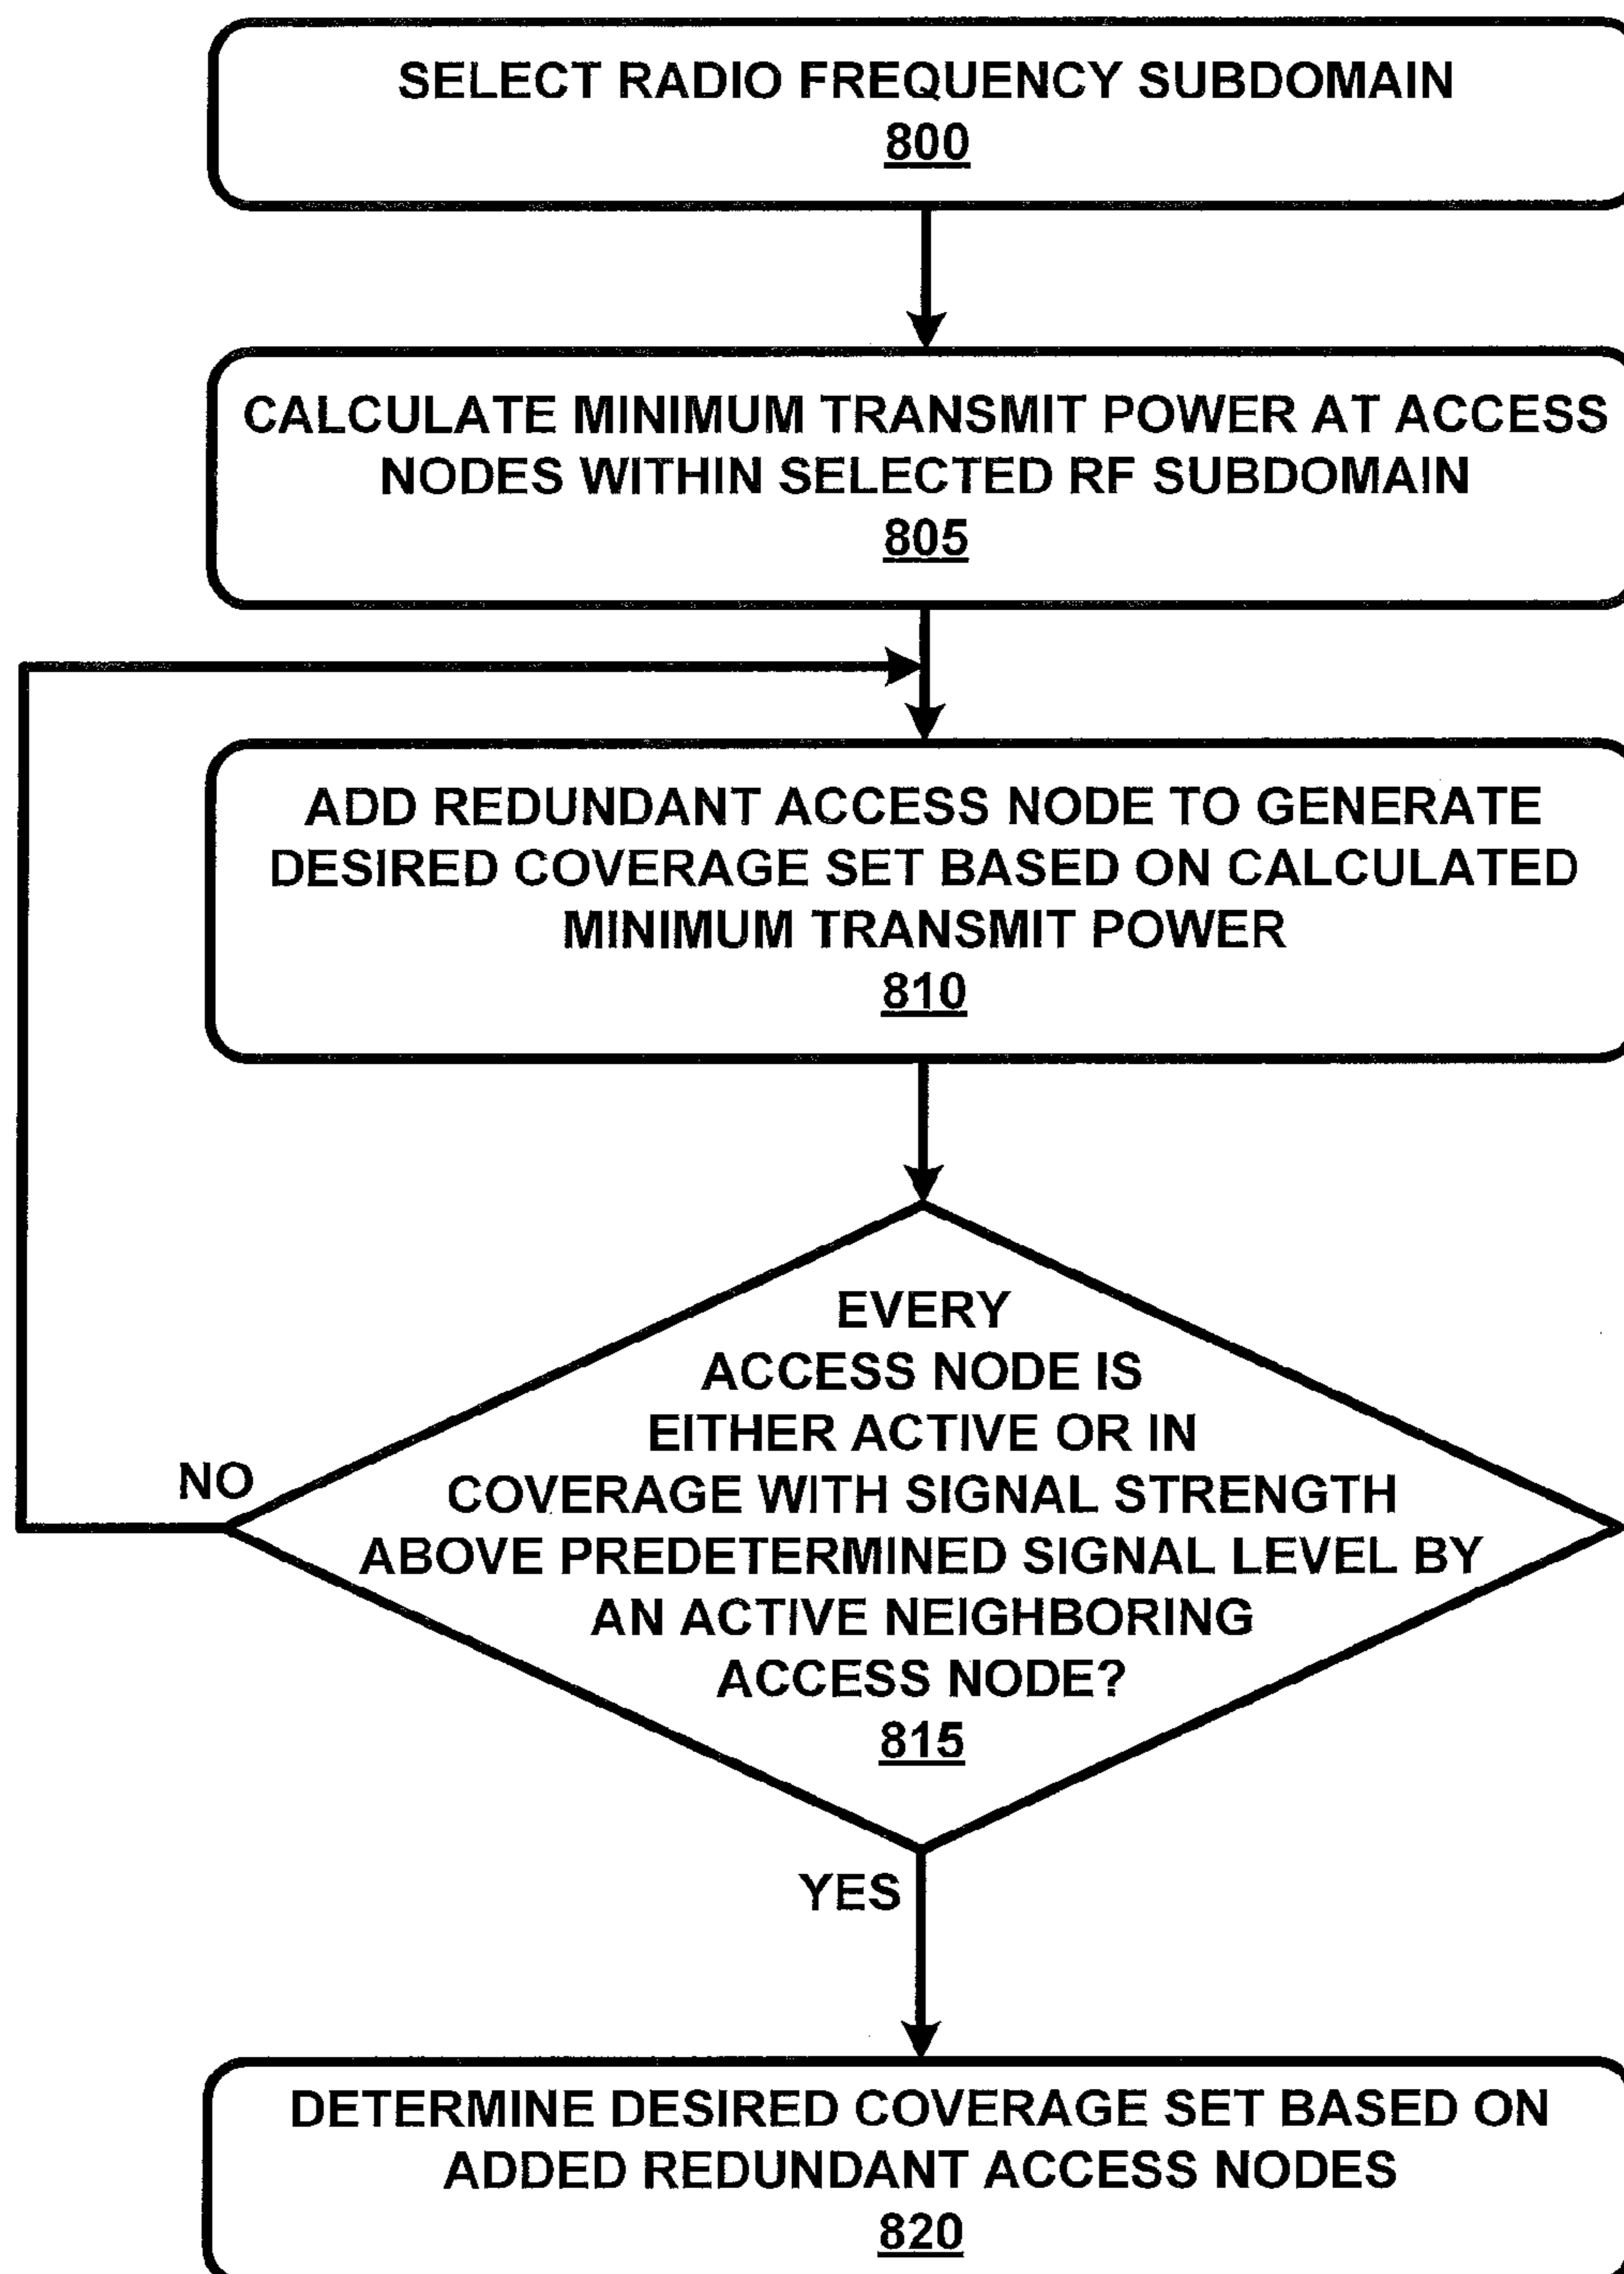 SELECT RADIO FREQUENCY SUBDOMAIN
800
CALCULATE MINIMUM TRANSMIT POWER AT ACCESS
NODES WITHIN SELECTED RF SUBDOMAIN
805
ADD REDUNDANT ACCESS NODE TO GENERATE
DESIRED COVERAGE SET BASED ON CALCULATED
MINIMUM TRANSMIT POWER
810
EVERY
ACCESS NODE IS
EITHER ACTIVE OR IN
COVERAGE WITH SIGNAL STRENGTH
ABOVE PREDETERMINED SIGNAL LEVEL BY
AN ACTIVE NEIGHBORING
ACCESS NODE?
815
NO
YES
DETERMINE DESIRED COVERAGE SET BASED ON
ADDED REDUNDANT ACCESS NODES
820